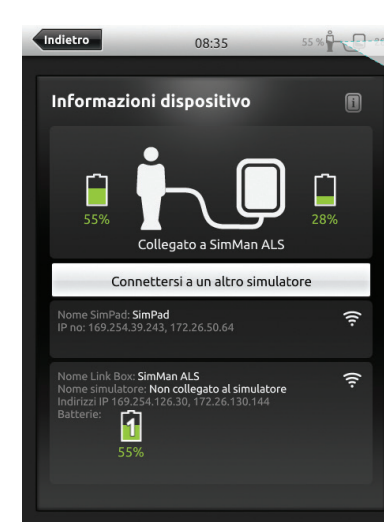 Indietro 08:35 55 %
Informazioni dispositivo
55% 28%
Collegato a SimMan ALS
Connettersi a un altro simulatore
Nome SimPad: SimPad
IP no: 169.254.39.243, 172.26.50.64
Nome Link Box: SimMan ALS
Nome simulatore: Non collegato al simulatore
Indirizzi IP 169.254.126.30, 172.26.130.144
Batterie:
1
55%